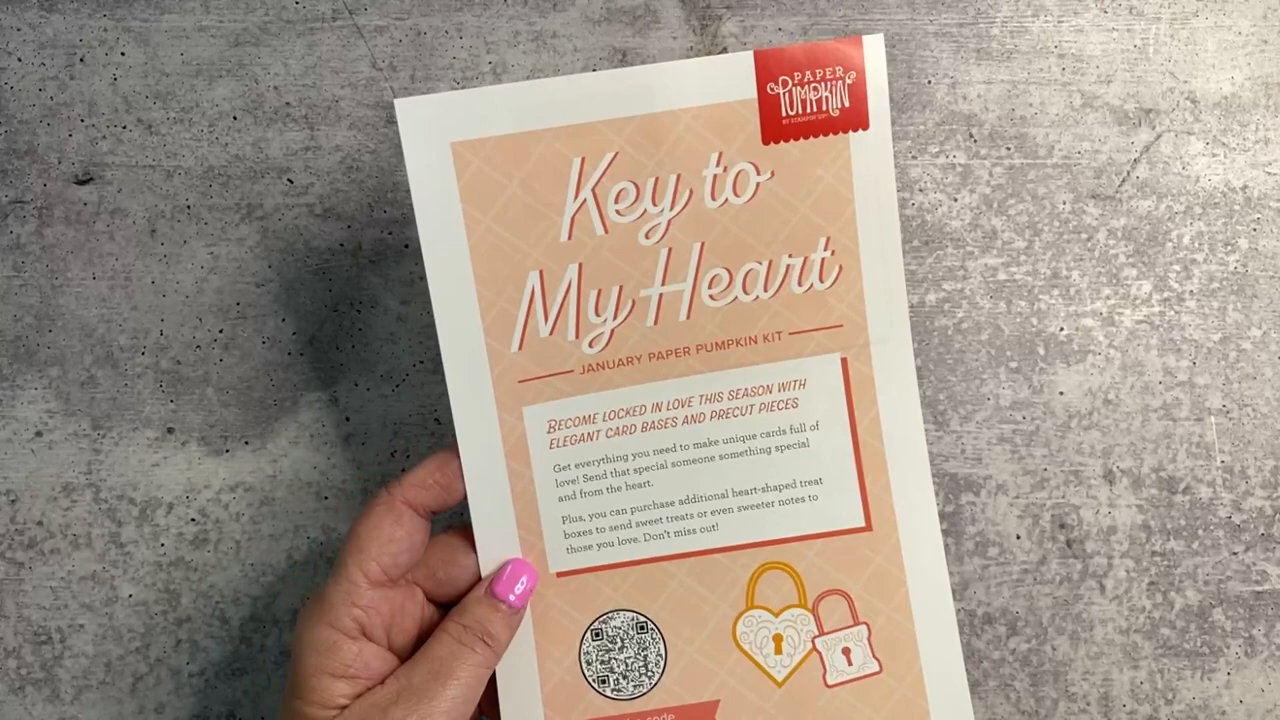 PAPER
PUMPKIN
BY STAMPIN' UP!
Key to
My Heart
JANUARY PAPER PUMPKIN KIT
BECOME LOCKED IN LOVE THIS SEASON WITH
ELEGANT CARD BASES AND PRECUT PIECES
Get everything you need to make unique cards full of
love! Send that special someone something special
and from the heart.
Plus, you can purchase additional heart-shaped treat
boxes to send sweet treats or even sweeter notes to
those you love. Don't miss out!
code